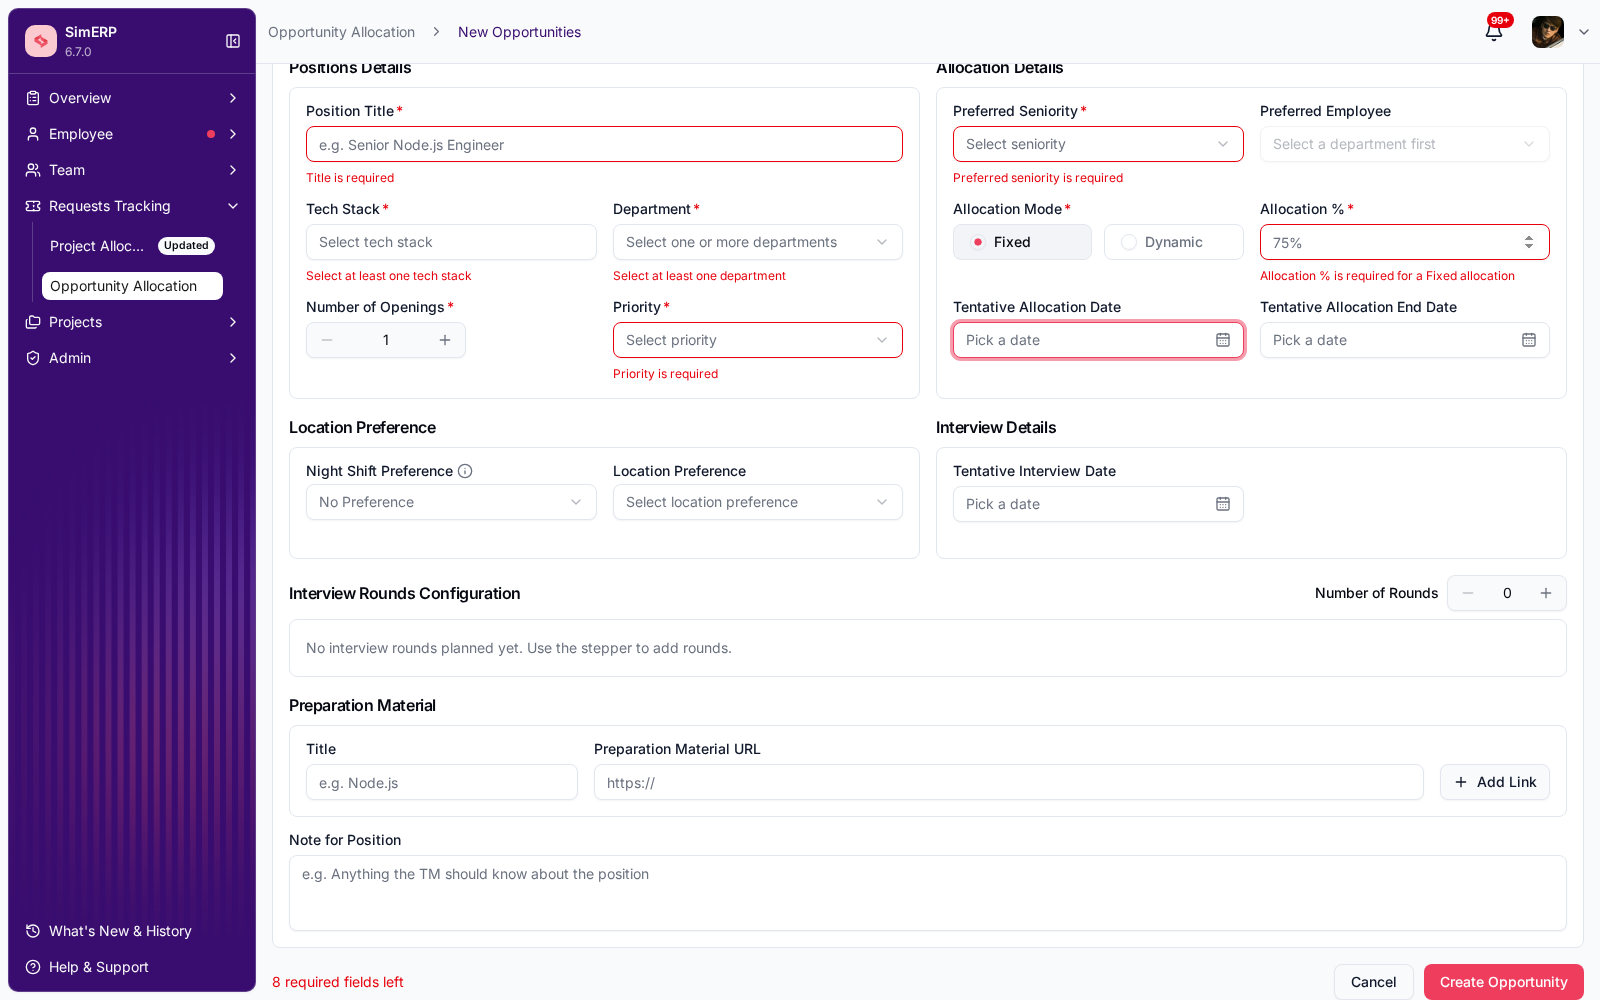 SimERP
6.7.0
Overview
Employee
Team
Requests Tracking
Project Alloc... Updated
Opportunity Allocation
Projects
Admin
What's New & History
Help & Support
Opportunity Allocation > New Opportunities
99+
Positions Details
Position Title *
e.g. Senior Node.js Engineer
Title is required
Tech Stack * Department *
Select tech stack Select one or more departments
Select at least one tech stack Select at least one department
Number of Openings * Priority *
1 Select priority
Priority is required
Allocation Details
Preferred Seniority * Preferred Employee
Select seniority Select a department first
Preferred seniority is required
Allocation Mode * Allocation % *
Fixed Dynamic 75%
Allocation % is required for a Fixed allocation
Tentative Allocation Date Tentative Allocation End Date
Pick a date Pick a date
Location Preference
Night Shift Preference Location Preference
No Preference Select location preference
Interview Details
Tentative Interview Date
Pick a date
Interview Rounds Configuration Number of Rounds 0
No interview rounds planned yet. Use the stepper to add rounds.
Preparation Material
Title Preparation Material URL
e.g. Node.js https:// Add Link
Note for Position
e.g. Anything the TM should know about the position
8 required fields left Cancel Create Opportunity